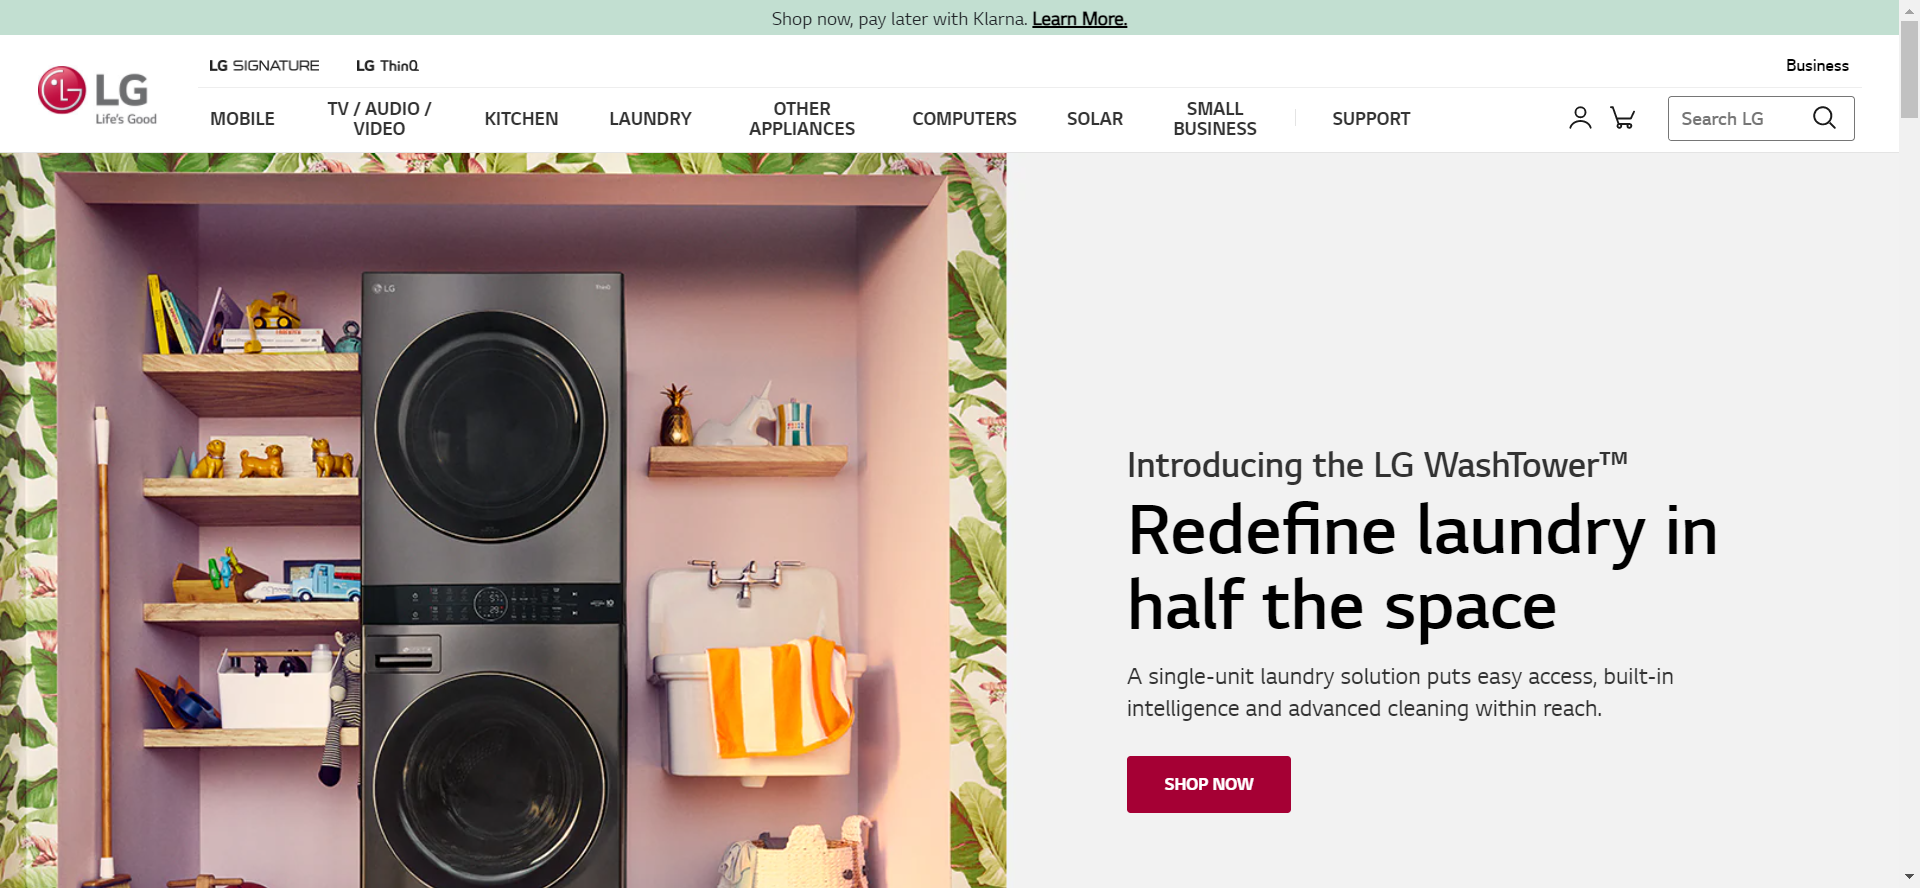 Shop now, pay later with Klarna. Learn More.
LG SIGNATURE
LG ThinQ
Business
LG
Life's Good
MOBILE
TV / AUDIO /
VIDEO
KITCHEN
LAUNDRY
OTHER
APPLIANCES
COMPUTERS
SOLAR
SMALL
BUSINESS
SUPPORT
Search LG
LG
ThinQ
Introducing the LG WashTower™
Redefine laundry in
half the space
A single-unit laundry solution puts easy access, built-in
intelligence and advanced cleaning within reach.
SHOP NOW